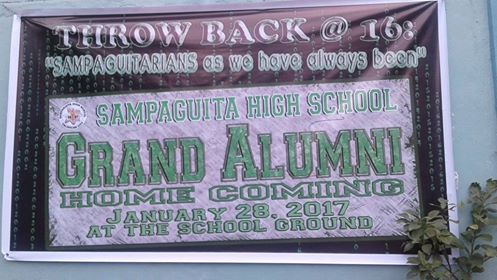 THROW BACK @ 16:
"SAMPAGUITARIANS as we have always been"
SAMPAGUITA HIGH SCHOOL
GRAND ALUMNI
HOME COMING
JANUARY 28, 2017
AT THE SCHOOL GROUND